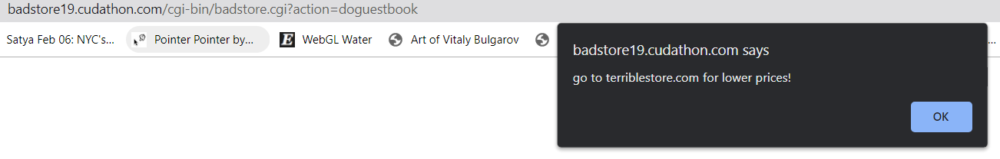 badstore19.cudathon.com/cgi-bin/badstore.cgi?action=doguestbook
Satya Feb 06: NYC's... Pointer Pointer by... WebGL Water Art of Vitaly Bulgarov ...
badstore19.cudathon.com says
go to terriblestore.com for lower prices!
OK